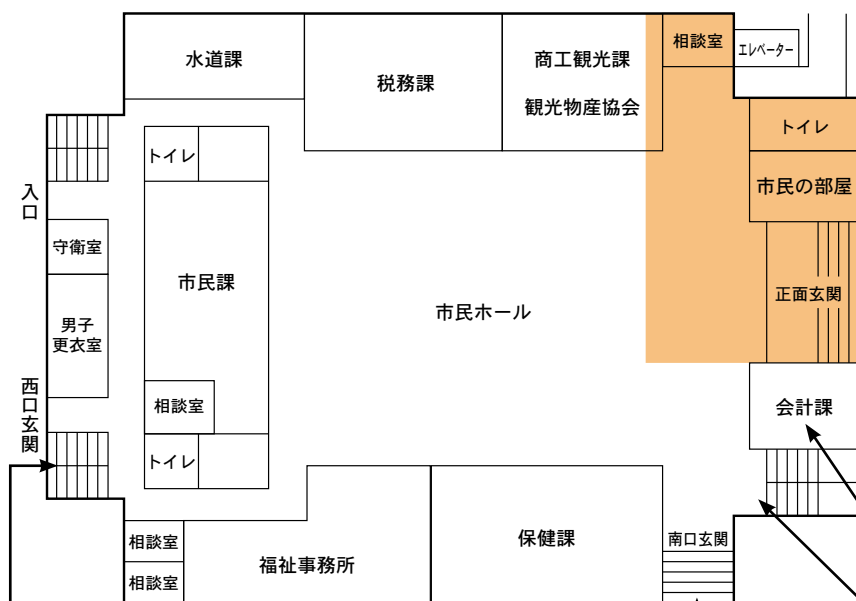 水道課
税務課
商工観光課
観光物産協会
相談室
エレベーター
トイレ
トイレ
市民の部屋
入口
守衛室
市民課
正面玄関
市民ホール
男子
更衣室
西口玄関
相談室
会計課
トイレ
相談室
相談室
福祉事務所
保健課
南口玄関